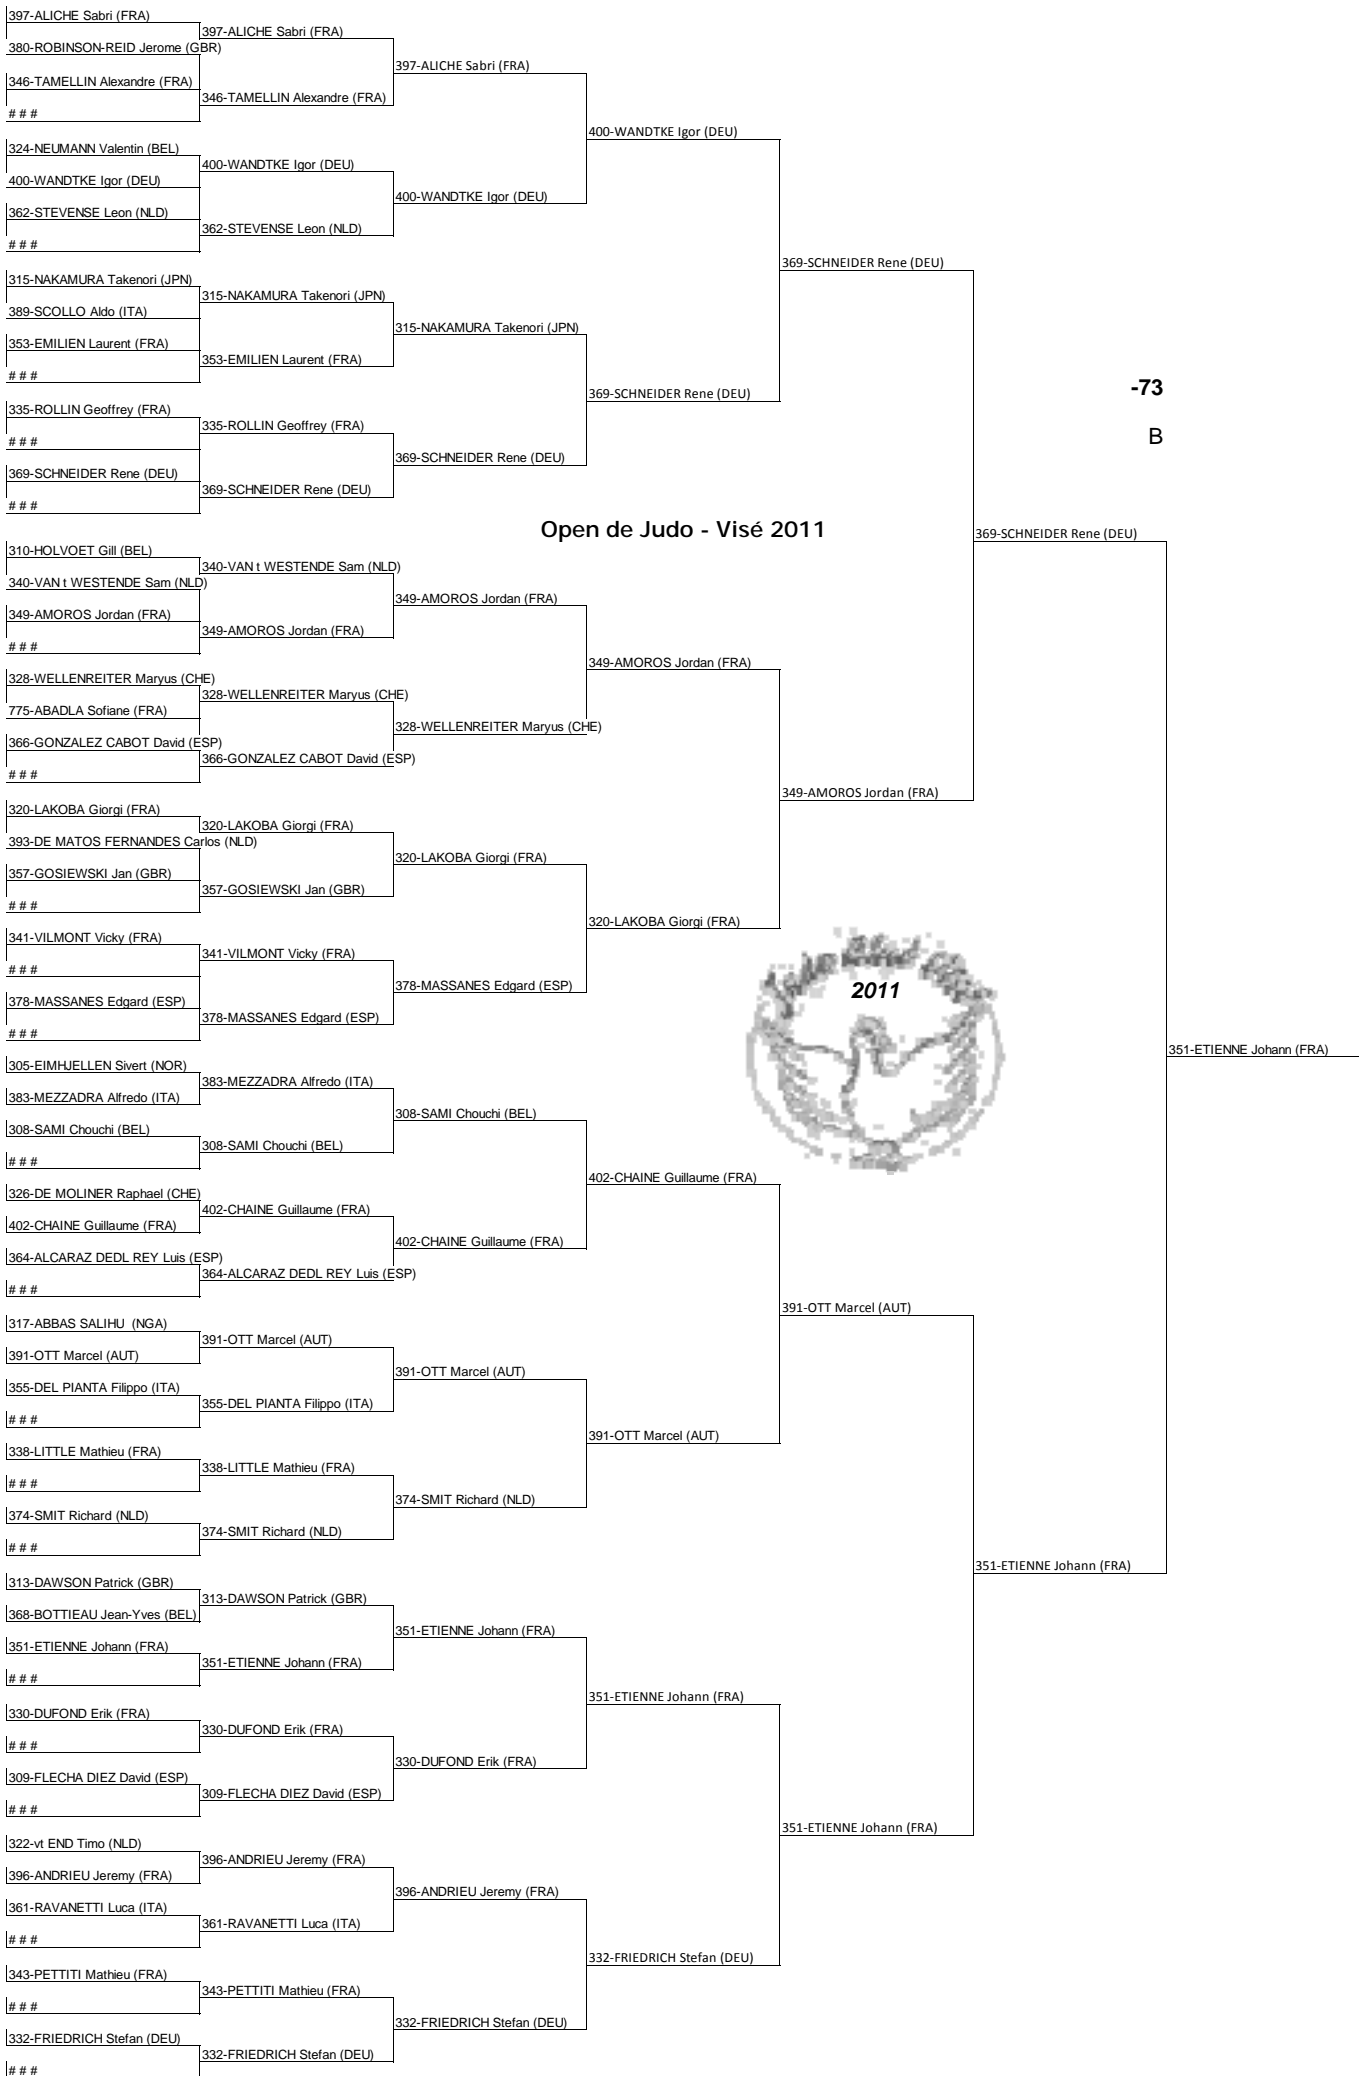 397-ALICHE Sabri (FRA)
397-ALICHE Sabri (FRA)
380-ROBINSON-REID Jerome (GBR)
397-ALICHE Sabri (FRA)
346-TAMELLIN Alexandre (FRA)
346-TAMELLIN Alexandre (FRA)
# # #
400-WANDTKE Igor (DEU)
324-NEUMANN Valentin (BEL)
400-WANDTKE Igor (DEU)
400-WANDTKE Igor (DEU)
400-WANDTKE Igor (DEU)
362-STEVENSE Leon (NLD)
362-STEVENSE Leon (NLD)
# # #
369-SCHNEIDER Rene (DEU)
315-NAKAMURA Takenori (JPN)
315-NAKAMURA Takenori (JPN)
389-SCOLLO Aldo (ITA)
315-NAKAMURA Takenori (JPN)
353-EMILIEN Laurent (FRA)
353-EMILIEN Laurent (FRA)
# # #
-73
369-SCHNEIDER Rene (DEU)
335-ROLLIN Geoffrey (FRA)
335-ROLLIN Geoffrey (FRA)
B
# # #
369-SCHNEIDER Rene (DEU)
369-SCHNEIDER Rene (DEU)
369-SCHNEIDER Rene (DEU)
# # #
Open de Judo - Visé 2011
369-SCHNEIDER Rene (DEU)
310-HOLVOET Gill (BEL)
340-VAN t WESTENDE Sam (NLD)
340-VAN t WESTENDE Sam (NLD)
349-AMOROS Jordan (FRA)
349-AMOROS Jordan (FRA)
349-AMOROS Jordan (FRA)
# # #
349-AMOROS Jordan (FRA)
328-WELLENREITER Maryus (CHE)
328-WELLENREITER Maryus (CHE)
775-ABADLA Sofiane (FRA)
328-WELLENREITER Maryus (CHE)
366-GONZALEZ CABOT David (ESP)
366-GONZALEZ CABOT David (ESP)
# # #
349-AMOROS Jordan (FRA)
320-LAKOBA Giorgi (FRA)
320-LAKOBA Giorgi (FRA)
393-DE MATOS FERNANDES Carlos (NLD)
320-LAKOBA Giorgi (FRA)
357-GOSIEWSKI Jan (GBR)
357-GOSIEWSKI Jan (GBR)
# # #
320-LAKOBA Giorgi (FRA)
341-VILMONT Vicky (FRA)
341-VILMONT Vicky (FRA)
# # #
378-MASSANES Edgard (ESP)
2011
378-MASSANES Edgard (ESP)
378-MASSANES Edgard (ESP)
# # #
351-ETIENNE Johann (FRA)
305-EIMHJELLEN Sivert (NOR)
383-MEZZADRA Alfredo (ITA)
383-MEZZADRA Alfredo (ITA)
308-SAMI Chouchi (BEL)
308-SAMI Chouchi (BEL)
308-SAMI Chouchi (BEL)
# # #
402-CHAINE Guillaume (FRA)
326-DE MOLINER Raphael (CHE)
402-CHAINE Guillaume (FRA)
402-CHAINE Guillaume (FRA)
402-CHAINE Guillaume (FRA)
364-ALCARAZ DEDL REY Luis (ESP)
364-ALCARAZ DEDL REY Luis (ESP)
# # #
391-OTT Marcel (AUT)
317-ABBAS SALIHU (NGA)
391-OTT Marcel (AUT)
391-OTT Marcel (AUT)
391-OTT Marcel (AUT)
355-DEL PIANTA Filippo (ITA)
355-DEL PIANTA Filippo (ITA)
# # #
391-OTT Marcel (AUT)
338-LITTLE Mathieu (FRA)
338-LITTLE Mathieu (FRA)
# # #
374-SMIT Richard (NLD)
374-SMIT Richard (NLD)
374-SMIT Richard (NLD)
# # #
351-ETIENNE Johann (FRA)
313-DAWSON Patrick (GBR)
313-DAWSON Patrick (GBR)
368-BOTTIEAU Jean-Yves (BEL)
351-ETIENNE Johann (FRA)
351-ETIENNE Johann (FRA)
351-ETIENNE Johann (FRA)
# # #
351-ETIENNE Johann (FRA)
330-DUFOND Erik (FRA)
330-DUFOND Erik (FRA)
# # #
330-DUFOND Erik (FRA)
309-FLECHA DIEZ David (ESP)
309-FLECHA DIEZ David (ESP)
# # #
351-ETIENNE Johann (FRA)
322-vt END Timo (NLD)
396-ANDRIEU Jeremy (FRA)
396-ANDRIEU Jeremy (FRA)
396-ANDRIEU Jeremy (FRA)
361-RAVANETTI Luca (ITA)
361-RAVANETTI Luca (ITA)
# # #
332-FRIEDRICH Stefan (DEU)
343-PETTITI Mathieu (FRA)
343-PETTITI Mathieu (FRA)
# # #
332-FRIEDRICH Stefan (DEU)
332-FRIEDRICH Stefan (DEU)
332-FRIEDRICH Stefan (DEU)
# # #